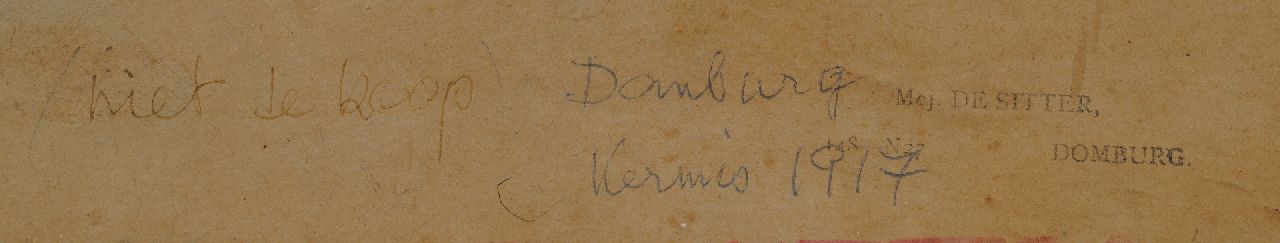 (niet te koop) Domburg Mej. DE SITTER,
DOMBURG.
Kermis 1917